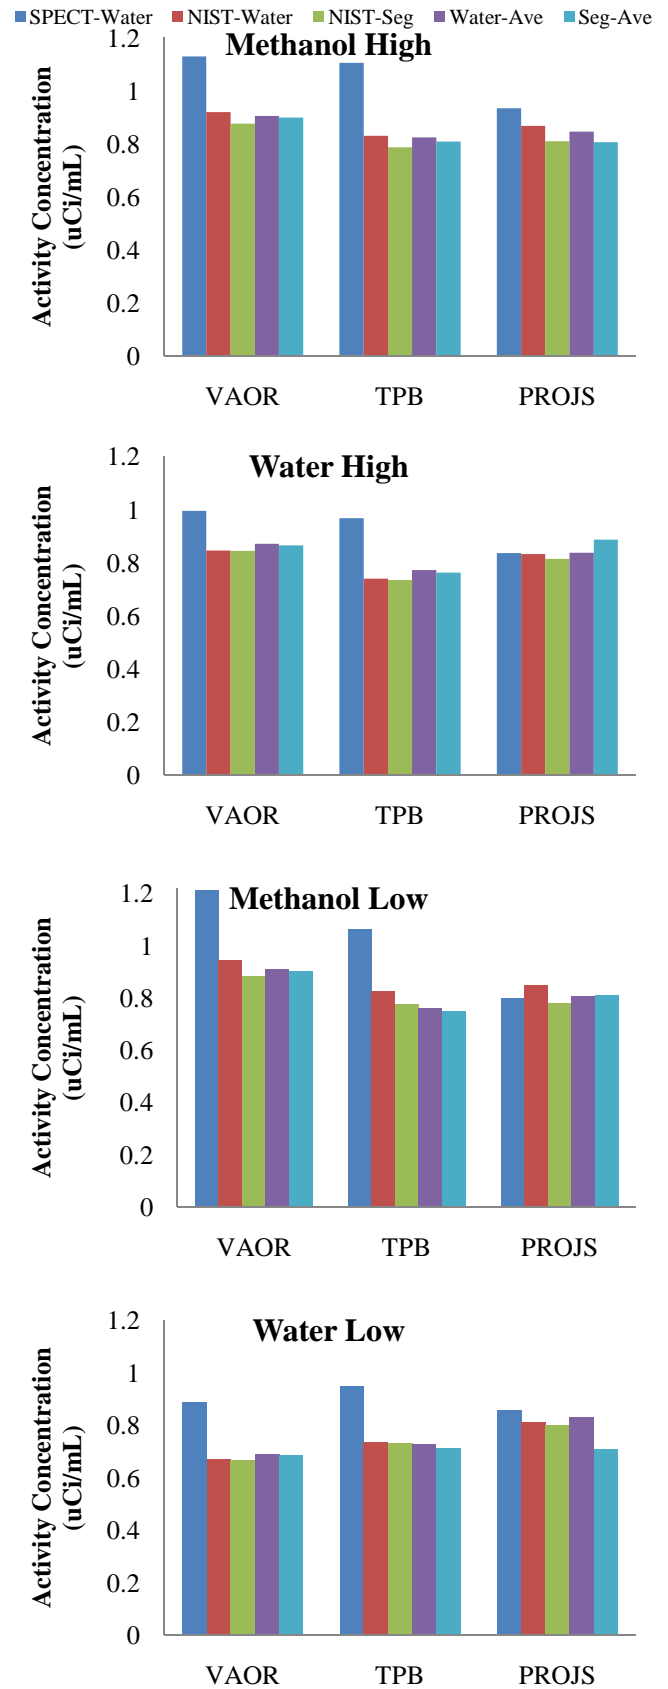 SPECT-Water NIST-Water NIST-Seg Water-Ave Seg-Ave
Methanol High
Activity Concentration
(uCi/mL)
1.2
1
0.8
0.6
0.4
0.2
0
VAOR TPB PROJS
Water High
Activity Concentration
(uCi/mL)
1.2
1
0.8
0.6
0.4
0.2
0
VAOR TPB PROJS
Methanol Low
Activity Concentration
(uCi/mL)
1.2
1
0.8
0.6
0.4
0.2
0
VAOR TPB PROJS
Water Low
Activity Concentration
(uCi/mL)
1.2
1
0.8
0.6
0.4
0.2
0
VAOR TPB PROJS